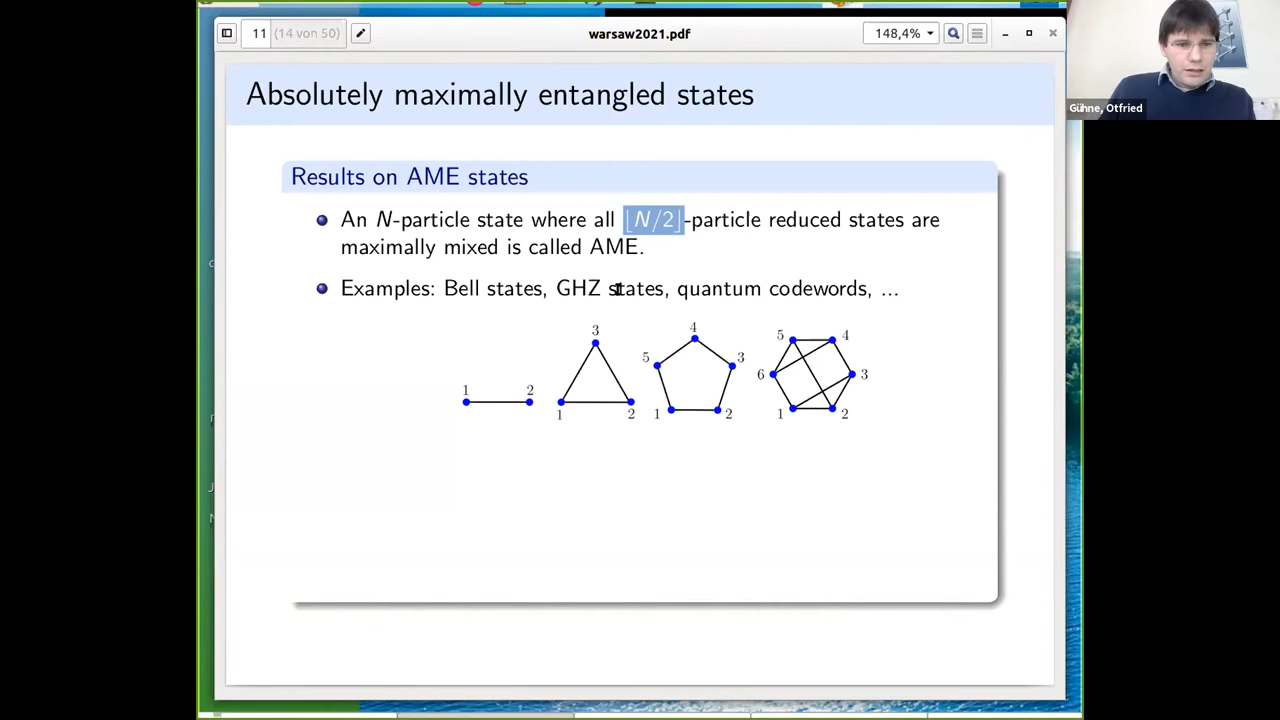 11 (14 von 50) warsaw2021.pdf 148,4%
Gühne, Otfried
Absolutely maximally entangled states
Results on AME states
An N-particle state where all ⌊N/2⌋-particle reduced states are
maximally mixed is called AME.
Examples: Bell states, GHZ states, quantum codewords, ...
1 2
3
1 2
4
5 3
1 2
5 4
6 3
1 2